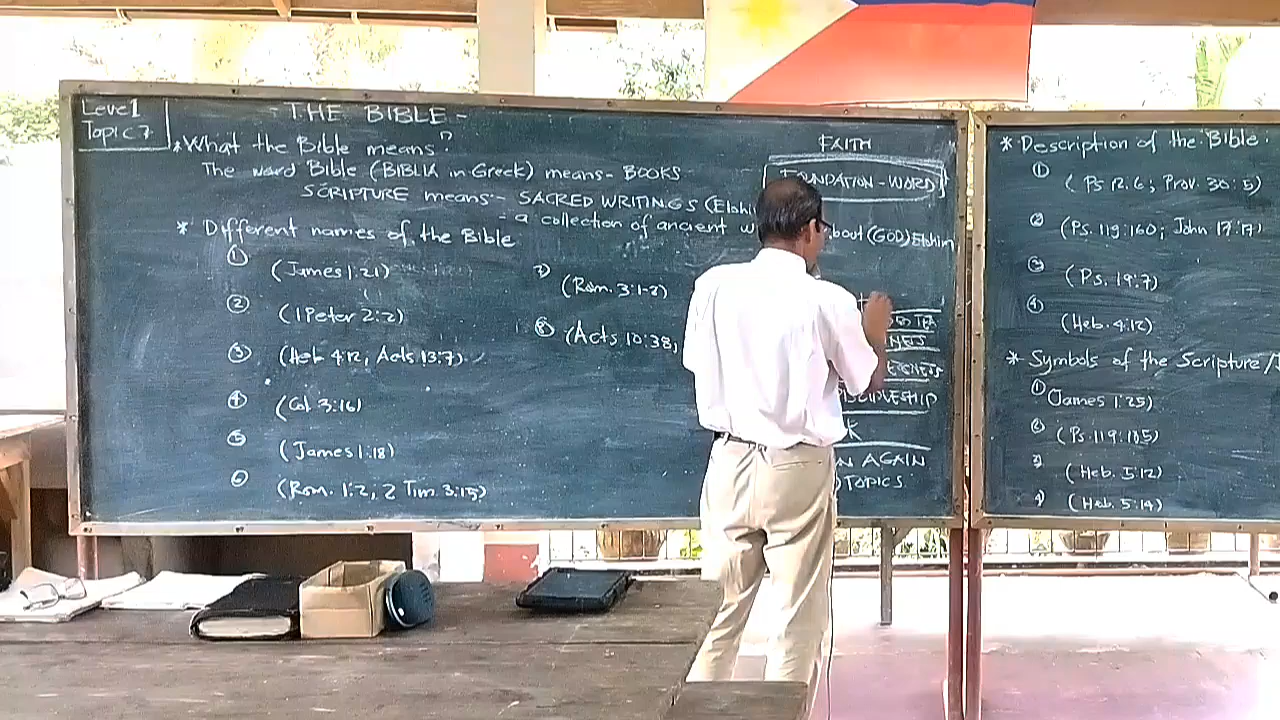 Level 1
Topic 7
- THE BIBLE -
* What the Bible means?
The word Bible (BIBLIA in Greek) means - BOOKS
SCRIPTURE means - SACRED WRITINGS (Elohi
- a collection of ancient w bout (GOD) Elohim
* Different names of the Bible
① (James 1:21)
② (1 Peter 2:2)
③ (Heb. 4:12, Acts 13:7)
④ (Col. 3:16)
⑤ (James 1:18)
⑥ (Rom. 1:2, 2 Tim. 3:15)
7 (Rom. 3:1-2)
⑧ (Acts 10:38,
FAITH
FOUNDATION - WORD
DISCIPLESHIP
K
N AGAIN
TOPICS
* Description of the Bible
① (Ps 12:6; Prov. 30:5)
② (Ps. 119:160; John 17:17)
③ (Ps. 19:7)
④ (Heb. 4:12)
* Symbols of the Scripture/
① (James 1:25)
② (Ps. 119:105)
3 (Heb. 5:12)
4) (Heb. 5:14)